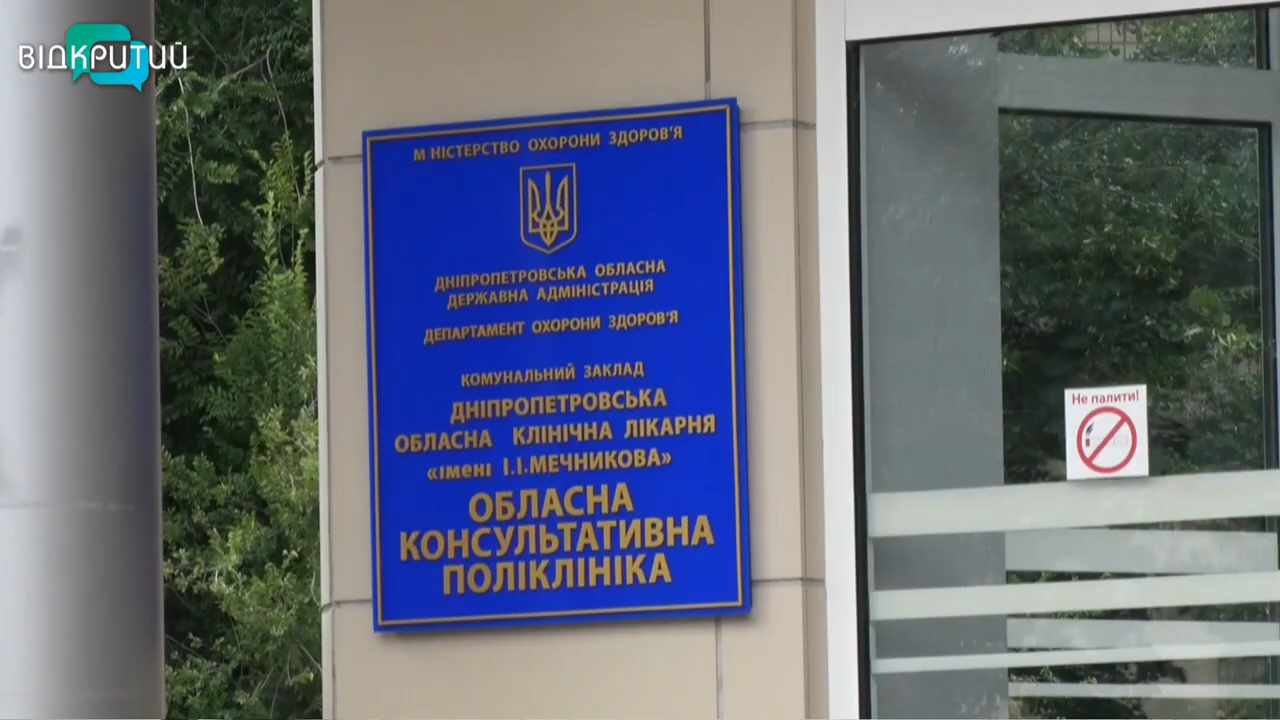 ВІДКРИТИЙ
М НІСТЕРСТВО ОХОРОНИ ЗДОРОВ'Я
ДНІПРОПЕТРОВСЬКА ОБЛАСНА
ДЕРЖАВНА АДМІНІСТРАЦІЯ
ДЕПАРТАМЕНТ ОХОРОНИ ЗДОРОВ'Я
КОМУНАЛЬНИЙ ЗАКЛАД
ДНІПРОПЕТРОВСЬКА
ОБЛАСНА КЛІНІЧНА ЛІКАРНЯ
«імені І.І.МЕЧНИКОВА»
ОБЛАСНА
КОНСУЛЬТАТИВНА
ПОЛІКЛІНІКА
Не палити!